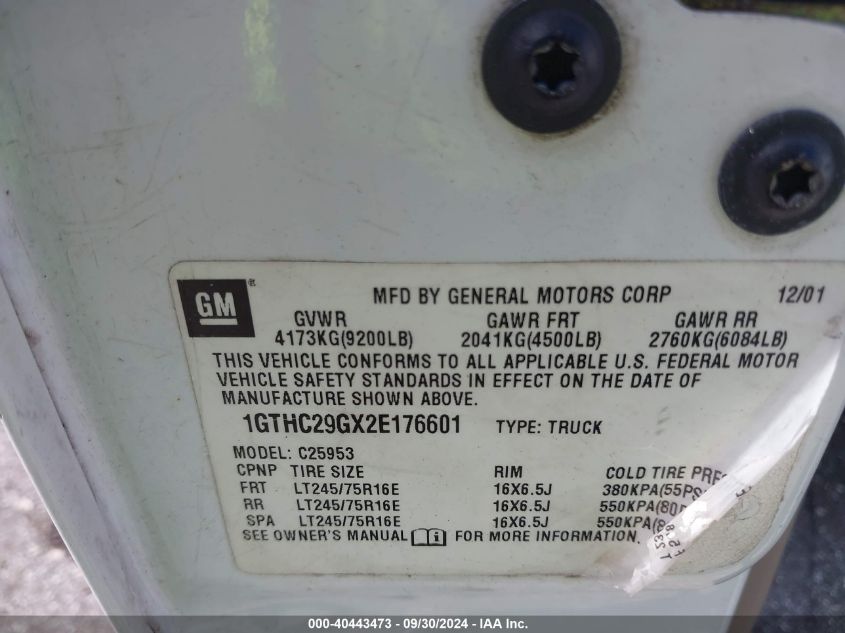 GM ®
MFD BY GENERAL MOTORS CORP 12/01
GVWR GAWR FRT GAWR RR
4173KG(9200LB) 2041KG(4500LB) 2760KG(6084LB)
THIS VEHICLE CONFORMS TO ALL APPLICABLE U.S. FEDERAL MOTOR
VEHICLE SAFETY STANDARDS IN EFFECT ON THE DATE OF
MANUFACTURE SHOWN ABOVE.
1GTHC29GX2E176601 TYPE: TRUCK
MODEL: C25953
CPNP TIRE SIZE RIM COLD TIRE
FRT LT245/75R16E 16X6.5J 380KPA(55PS
RR LT245/75R16E 16X6.5J 550KPA(80
SPA LT245/75R16E 16X6.5J 550KPA(
SEE OWNER'S MANUAL FOR MORE INFORMATION.
000-40443473 - 09/30/2024 - IAA Inc.